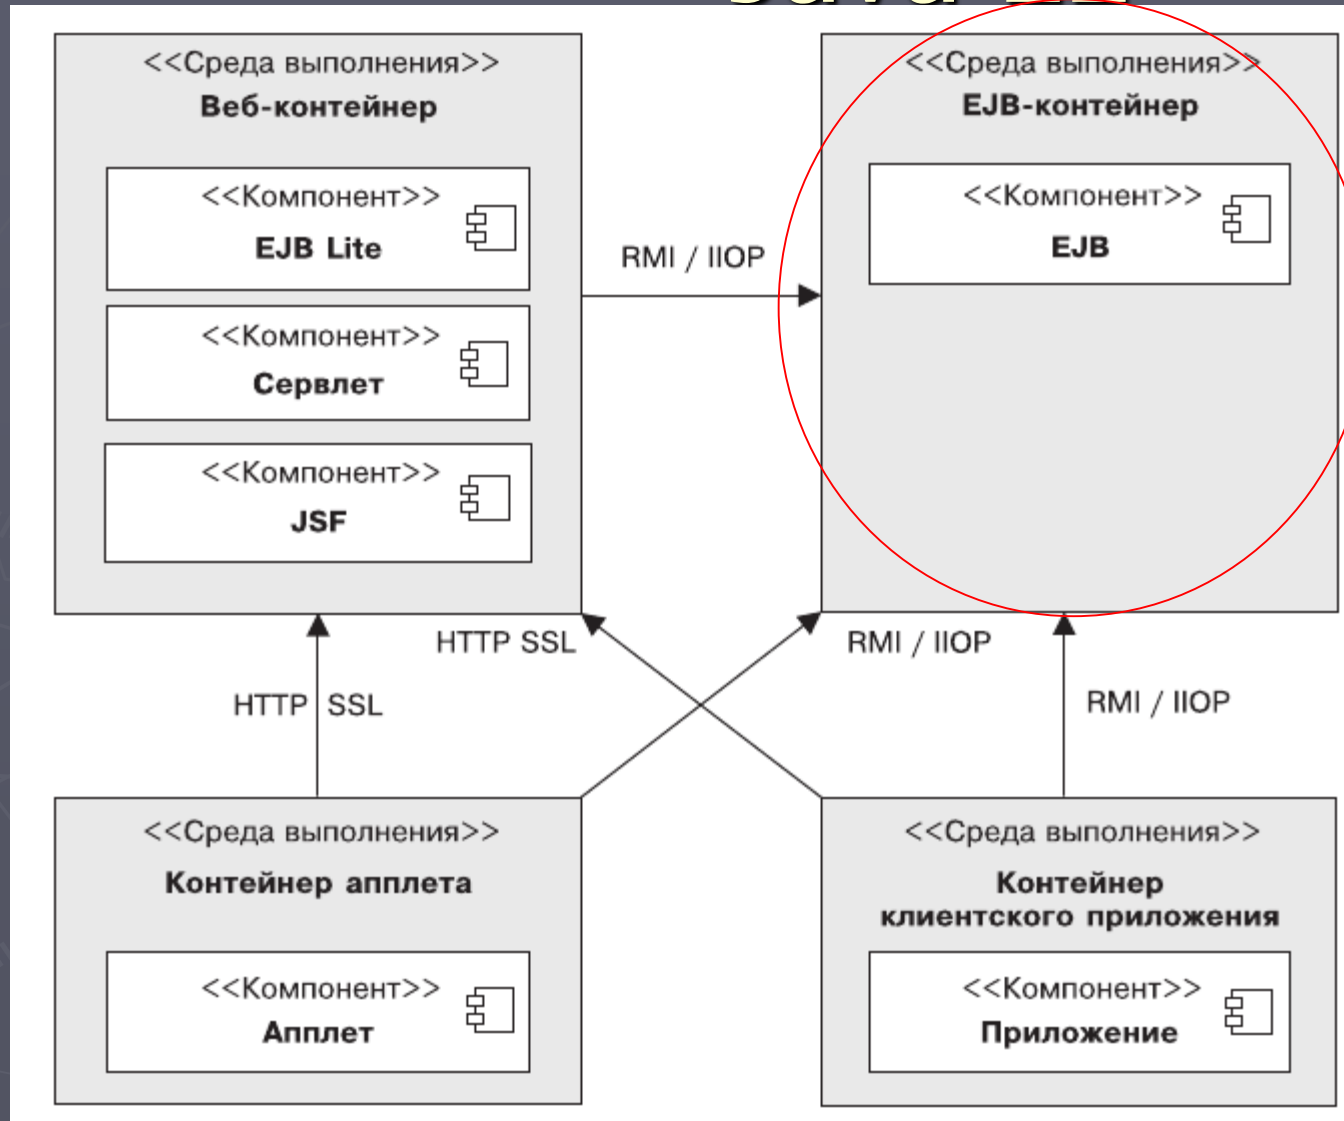 <<Среда выполнения>>
Веб-контейнер
<<Компонент>>
EJB Lite
<<Компонент>>
Сервлет
<<Компонент>>
JSF
RMI / IIOP
<<Среда выполнения>>
EJB-контейнер
<<Компонент>>
EJB
HTTP SSL
RMI / IIOP
HTTP SSL
RMI / IIOP
<<Среда выполнения>>
Контейнер апплета
<<Компонент>>
Апплет
<<Среда выполнения>>
Контейнер
клиентского приложения
<<Компонент>>
Приложение